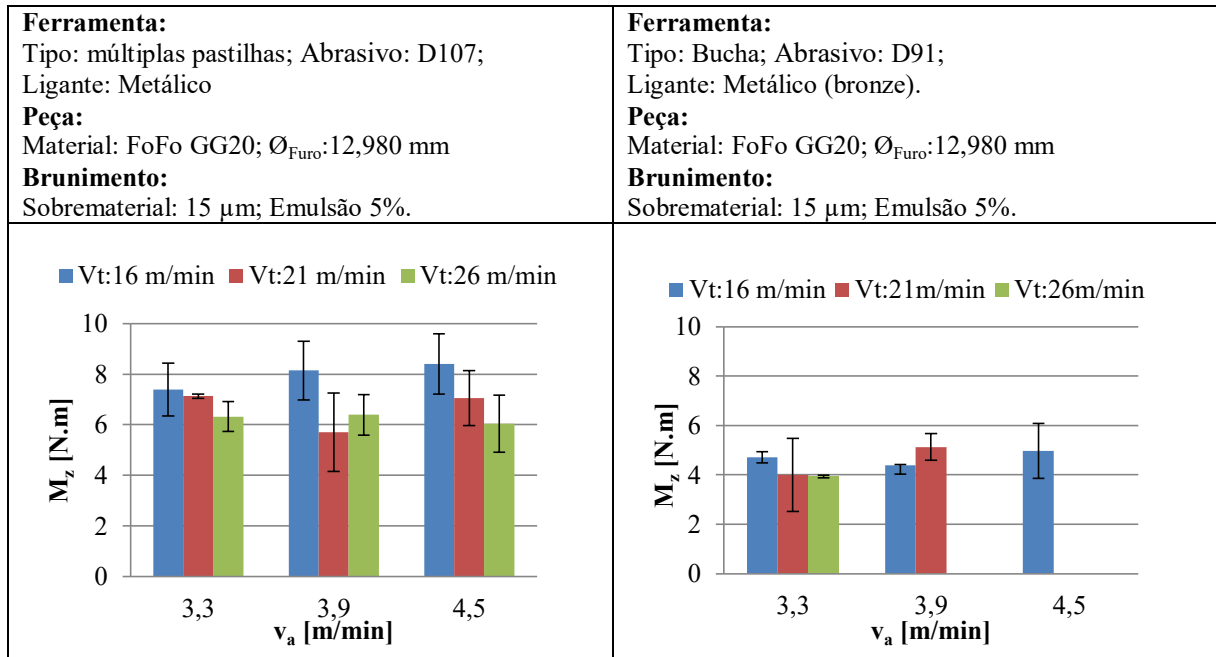 Ferramenta:
Tipo: múltiplas pastilhas; Abrasivo: D107;
Ligante: Metálico
Peça:
Material: FoFo GG20; ØFuro:12,980 mm
Brunimento:
Sobrematerial: 15 µm; Emulsão 5%.
Ferramenta:
Tipo: Bucha; Abrasivo: D91;
Ligante: Metálico (bronze).
Peça:
Material: FoFo GG20; ØFuro:12,980 mm
Brunimento:
Sobrematerial: 15 µm; Emulsão 5%.
Vt:16 m/min Vt:21 m/min Vt:26 m/min
10
8
6
4
2
0
Mz [N.m]
3,3 3,9 4,5
va [m/min]
Vt:16 m/min Vt:21m/min Vt:26m/min
10
8
6
4
2
0
Mz [N.m]
3,3 3,9 4,5
va [m/min]